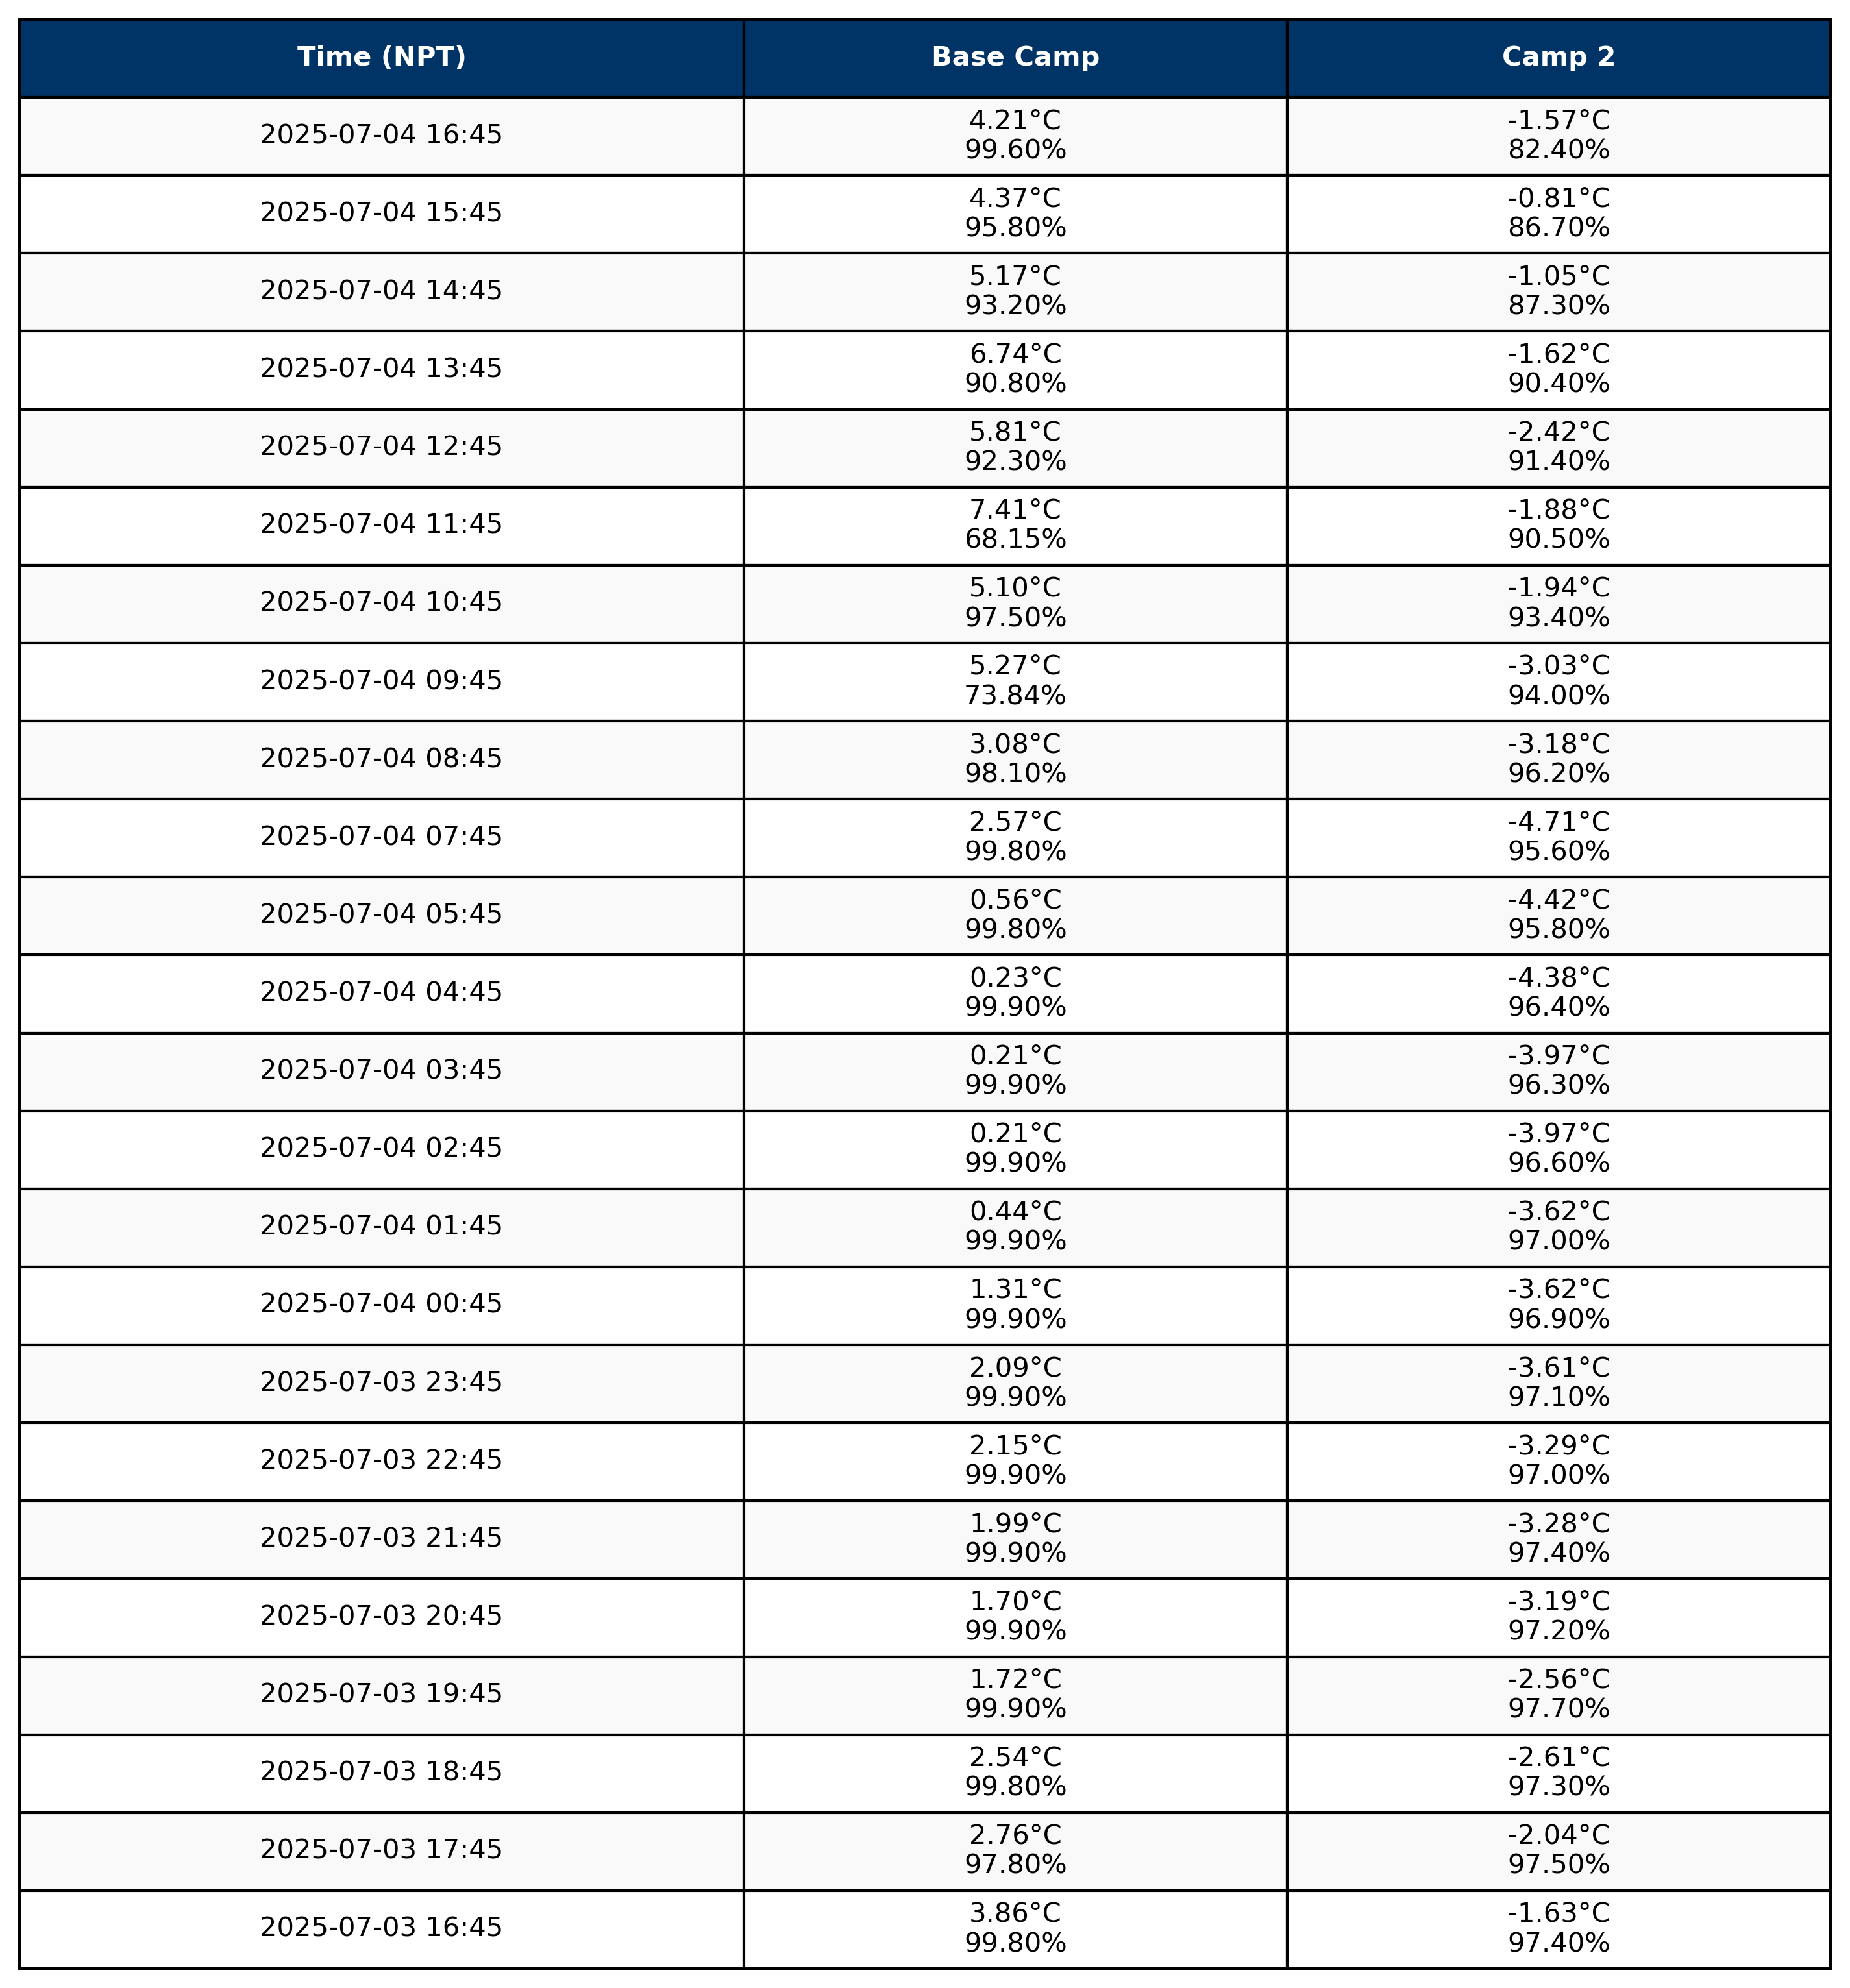 Time (NPT) Base Camp Camp 2
2025-07-04 16:45 4.21°C -1.57°C
99.60% 82.40%
2025-07-04 15:45 4.37°C -0.81°C
95.80% 86.70%
2025-07-04 14:45 5.17°C -1.05°C
93.20% 87.30%
2025-07-04 13:45 6.74°C -1.62°C
90.80% 90.40%
2025-07-04 12:45 5.81°C -2.42°C
92.30% 91.40%
2025-07-04 11:45 7.41°C -1.88°C
68.15% 90.50%
2025-07-04 10:45 5.10°C -1.94°C
97.50% 93.40%
2025-07-04 09:45 5.27°C -3.03°C
73.84% 94.00%
2025-07-04 08:45 3.08°C -3.18°C
98.10% 96.20%
2025-07-04 07:45 2.57°C -4.71°C
99.80% 95.60%
2025-07-04 05:45 0.56°C -4.42°C
99.80% 95.80%
2025-07-04 04:45 0.23°C -4.38°C
99.90% 96.40%
2025-07-04 03:45 0.21°C -3.97°C
99.90% 96.30%
2025-07-04 02:45 0.21°C -3.97°C
99.90% 96.60%
2025-07-04 01:45 0.44°C -3.62°C
99.90% 97.00%
2025-07-04 00:45 1.31°C -3.62°C
99.90% 96.90%
2025-07-03 23:45 2.09°C -3.61°C
99.90% 97.10%
2025-07-03 22:45 2.15°C -3.29°C
99.90% 97.00%
2025-07-03 21:45 1.99°C -3.28°C
99.90% 97.40%
2025-07-03 20:45 1.70°C -3.19°C
99.90% 97.20%
2025-07-03 19:45 1.72°C -2.56°C
99.90% 97.70%
2025-07-03 18:45 2.54°C -2.61°C
99.80% 97.30%
2025-07-03 17:45 2.76°C -2.04°C
97.80% 97.50%
2025-07-03 16:45 3.86°C -1.63°C
99.80% 97.40%